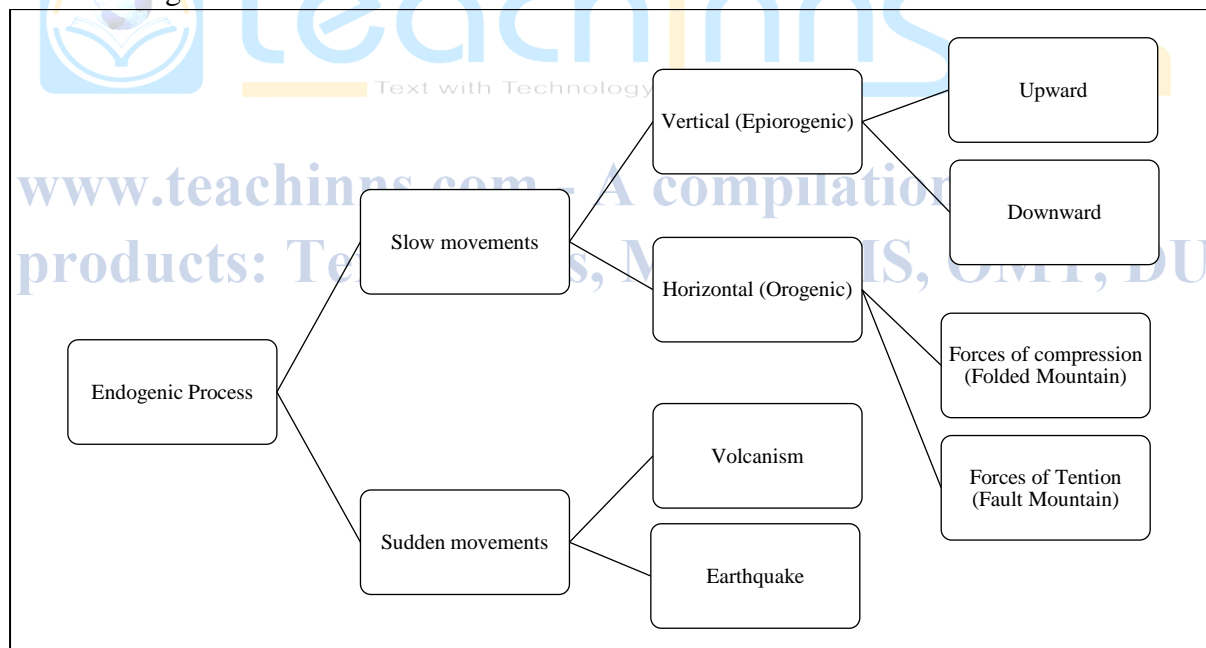 teachinns
Text with Technology
www.teachinns.com - A compilation
products: Te s, M IS, OMT, DU
Endogenic Process
Slow movements
Sudden movements
Vertical (Epiorogenic)
Horizontal (Orogenic)
Volcanism
Earthquake
Upward
Downward
Forces of compression
(Folded Mountain)
Forces of Tention
(Fault Mountain)